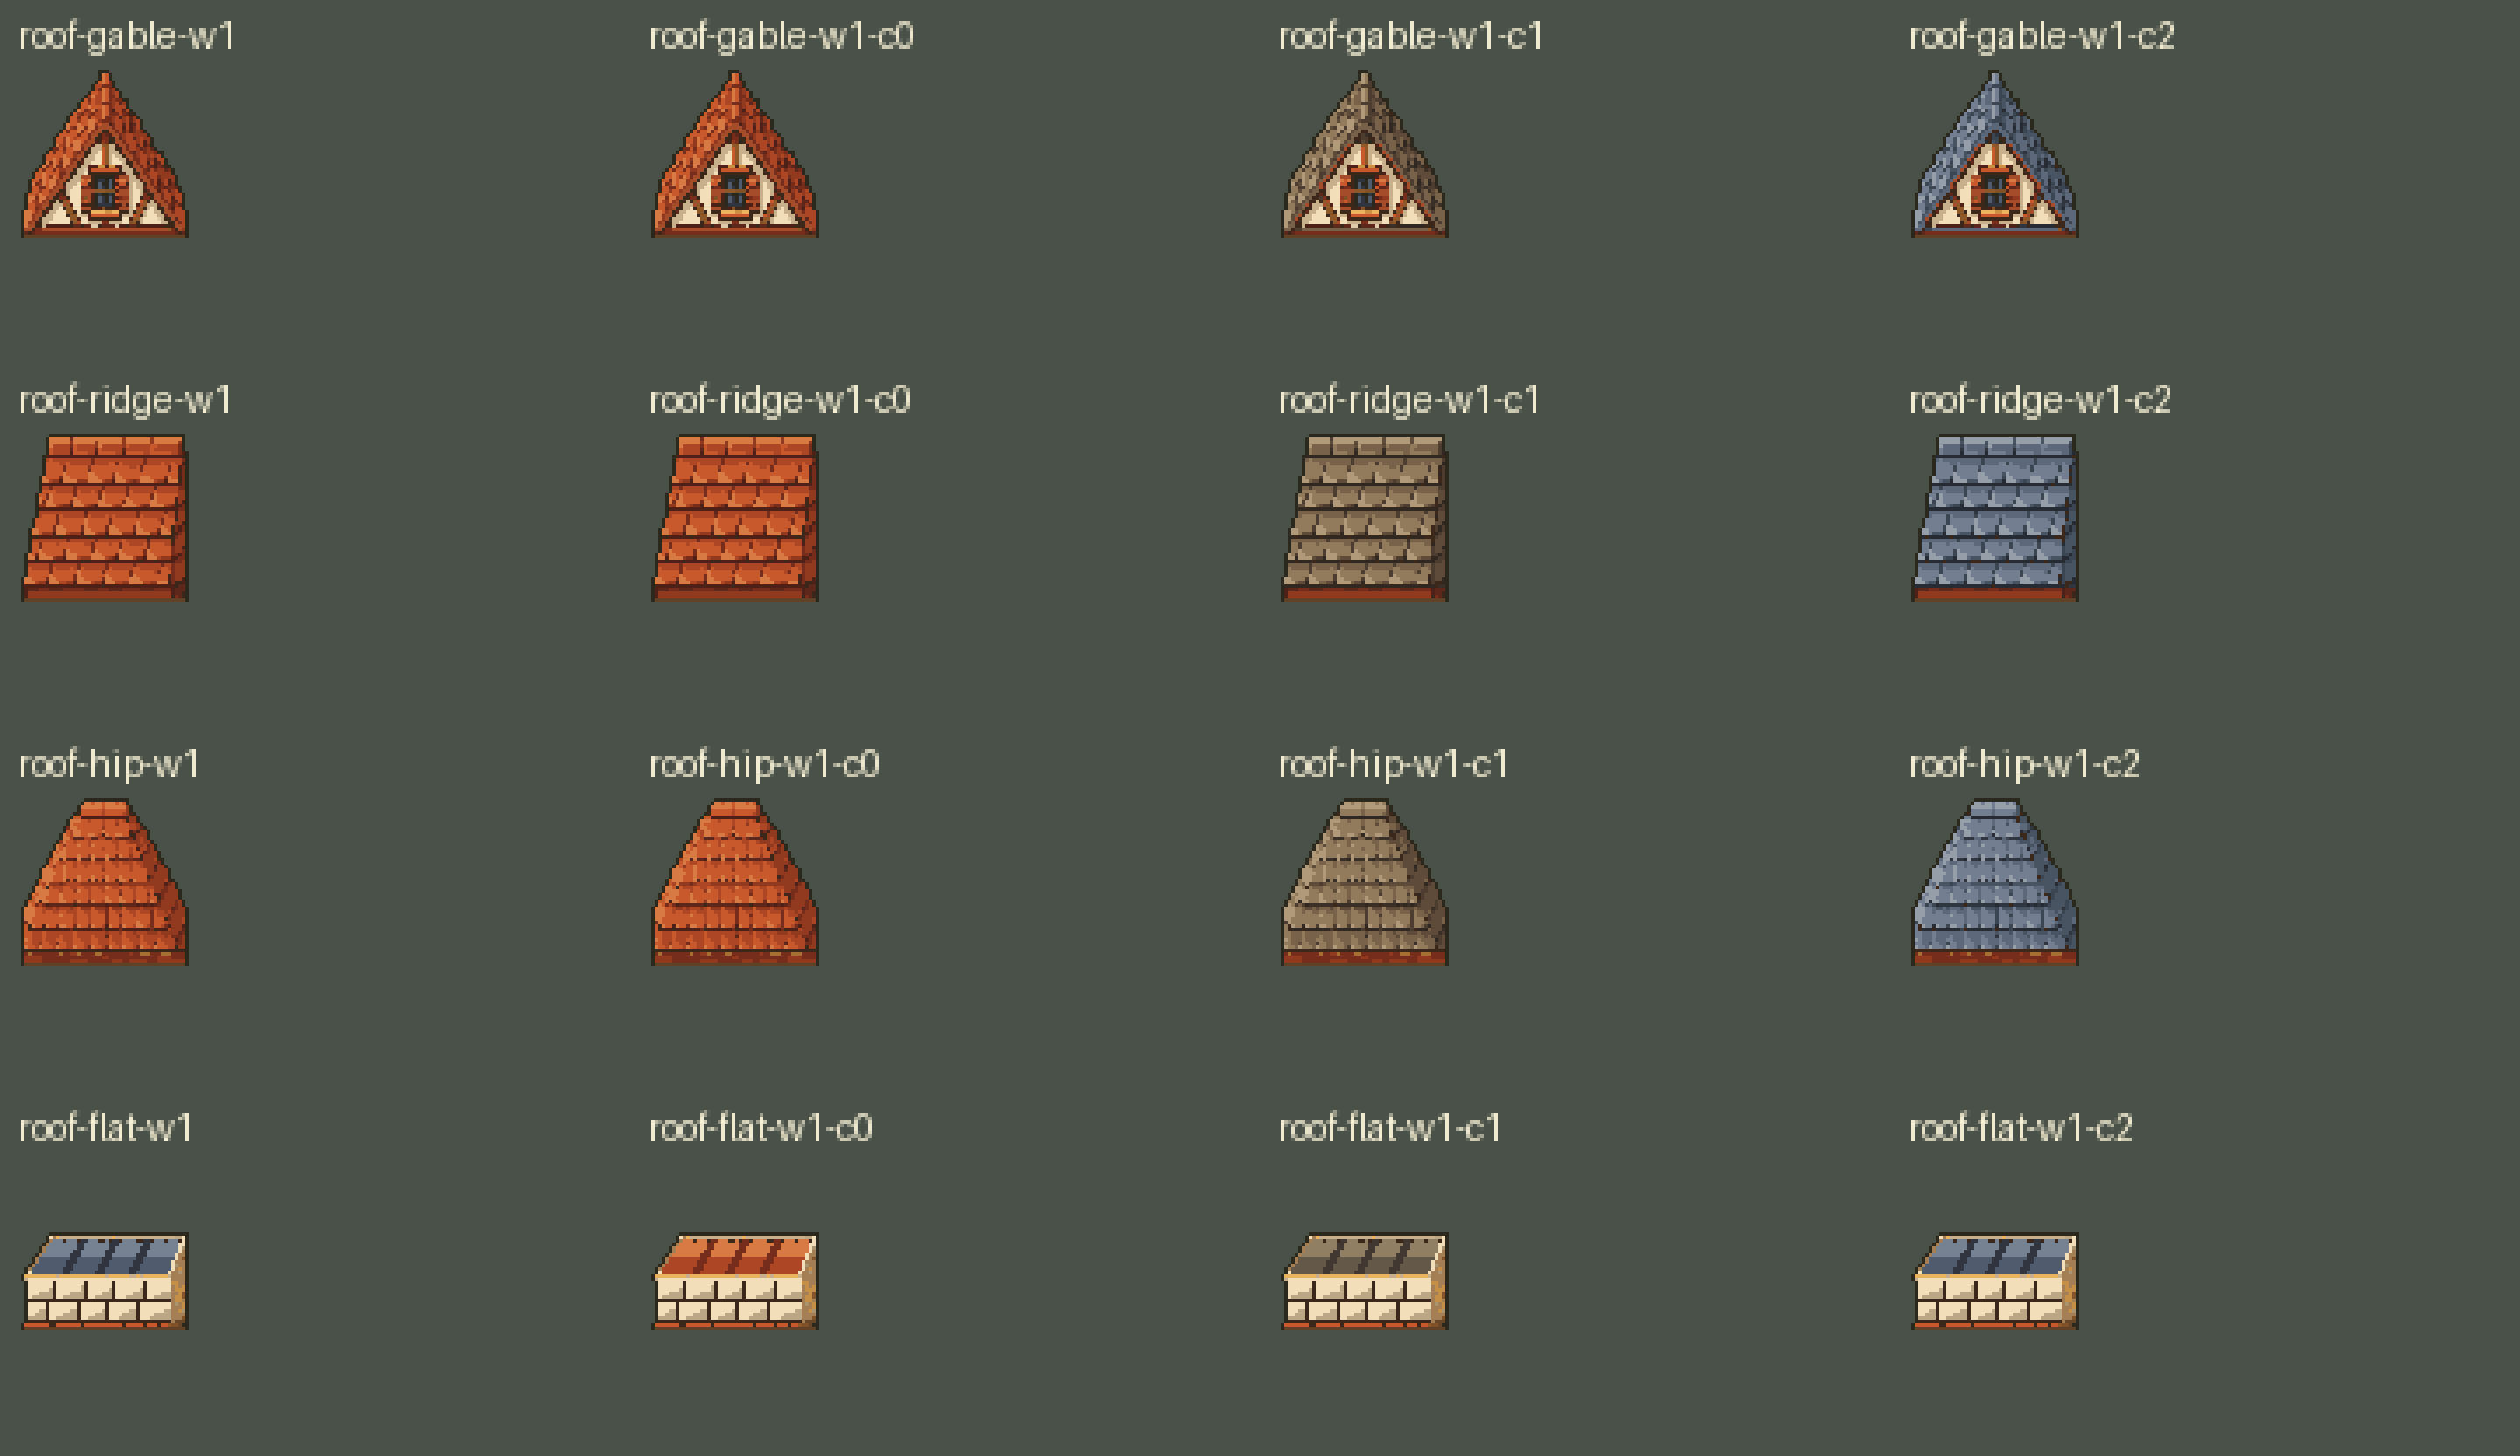 roof-gable-w1
roof-gable-w1-c0
roof-gable-w1-c1
roof-gable-w1-c2
roof-ridge-w1
roof-ridge-w1-c0
roof-ridge-w1-c1
roof-ridge-w1-c2
roof-hip-w1
roof-hip-w1-c0
roof-hip-w1-c1
roof-hip-w1-c2
roof-flat-w1
roof-flat-w1-c0
roof-flat-w1-c1
roof-flat-w1-c2